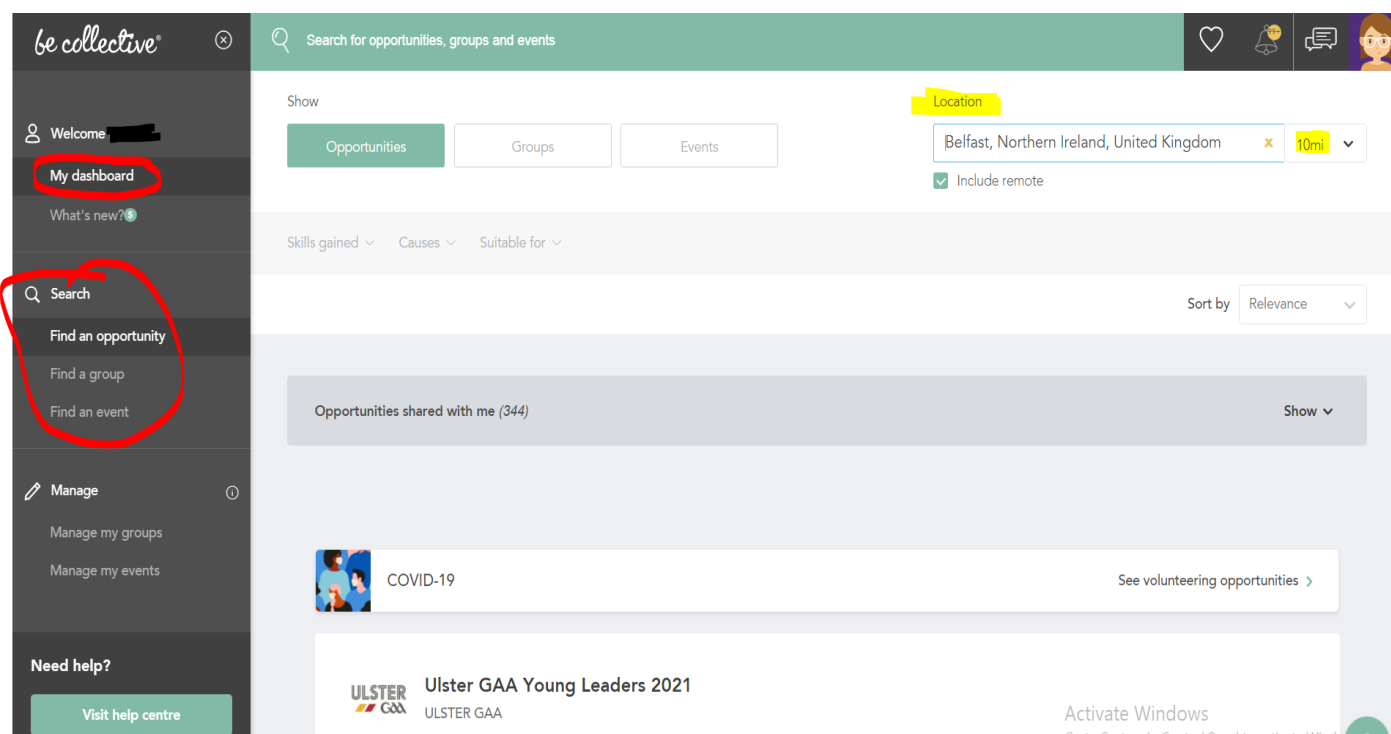 be collective®
Search for opportunities, groups and events
Welcome
My dashboard
What's new? 5
Search
Find an opportunity
Find a group
Find an event
Manage
Manage my groups
Manage my events
Need help?
Visit help centre
Show
Opportunities Groups Events
Location
Belfast, Northern Ireland, United Kingdom x 10mi
Include remote
Skills gained Causes Suitable for
Sort by Relevance
Opportunities shared with me (344) Show
COVID-19 See volunteering opportunities
ULSTER
GAA
Ulster GAA Young Leaders 2021
ULSTER GAA
Activate Windows